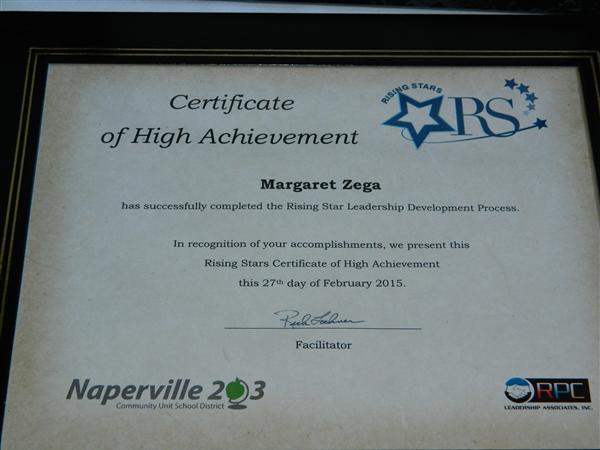 Certificate
of High Achievement
RISING STARS
RS
Margaret Zega
has successfully completed the Rising Star Leadership Development Process.
In recognition of your accomplishments, we present this
Rising Stars Certificate of High Achievement
this 27th day of February 2015.
Facilitator
Naperville 203
Community Unit School District
RPC
LEADERSHIP ASSOCIATES, INC.